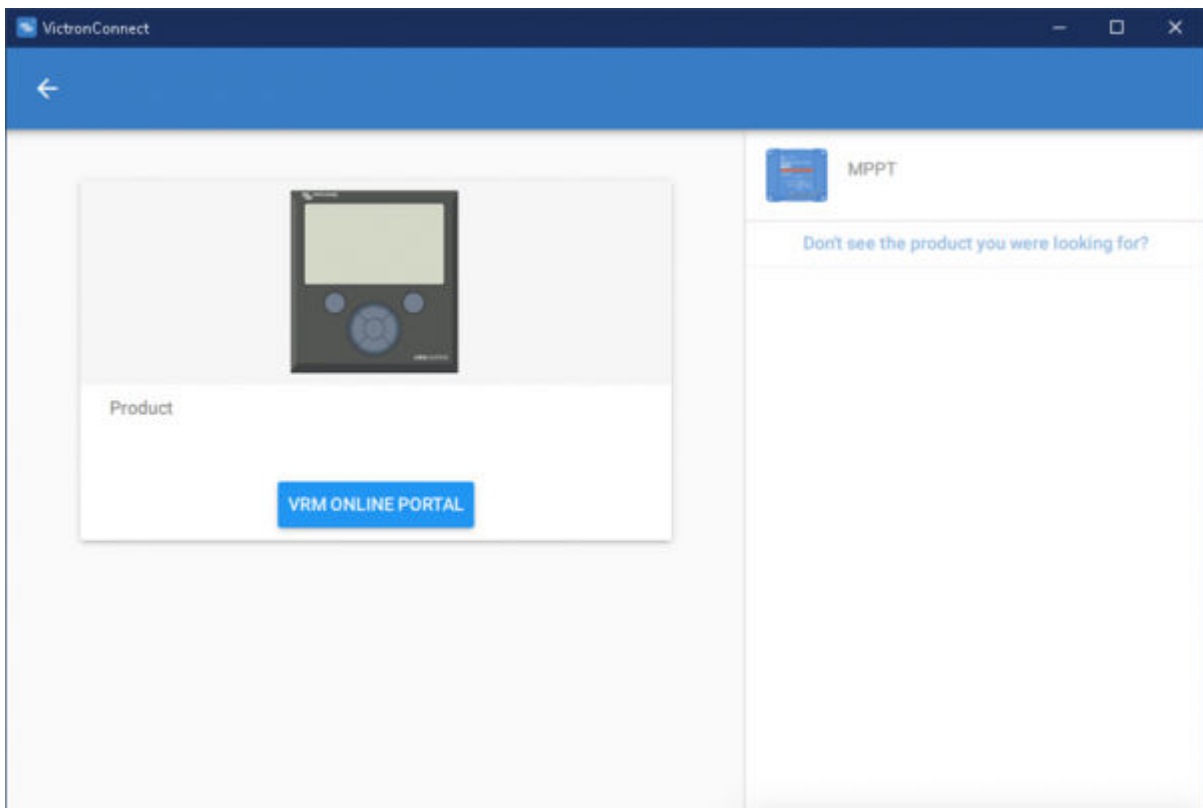 VictronConnect
MPPT
Don't see the product you were looking for?
Product
VRM ONLINE PORTAL